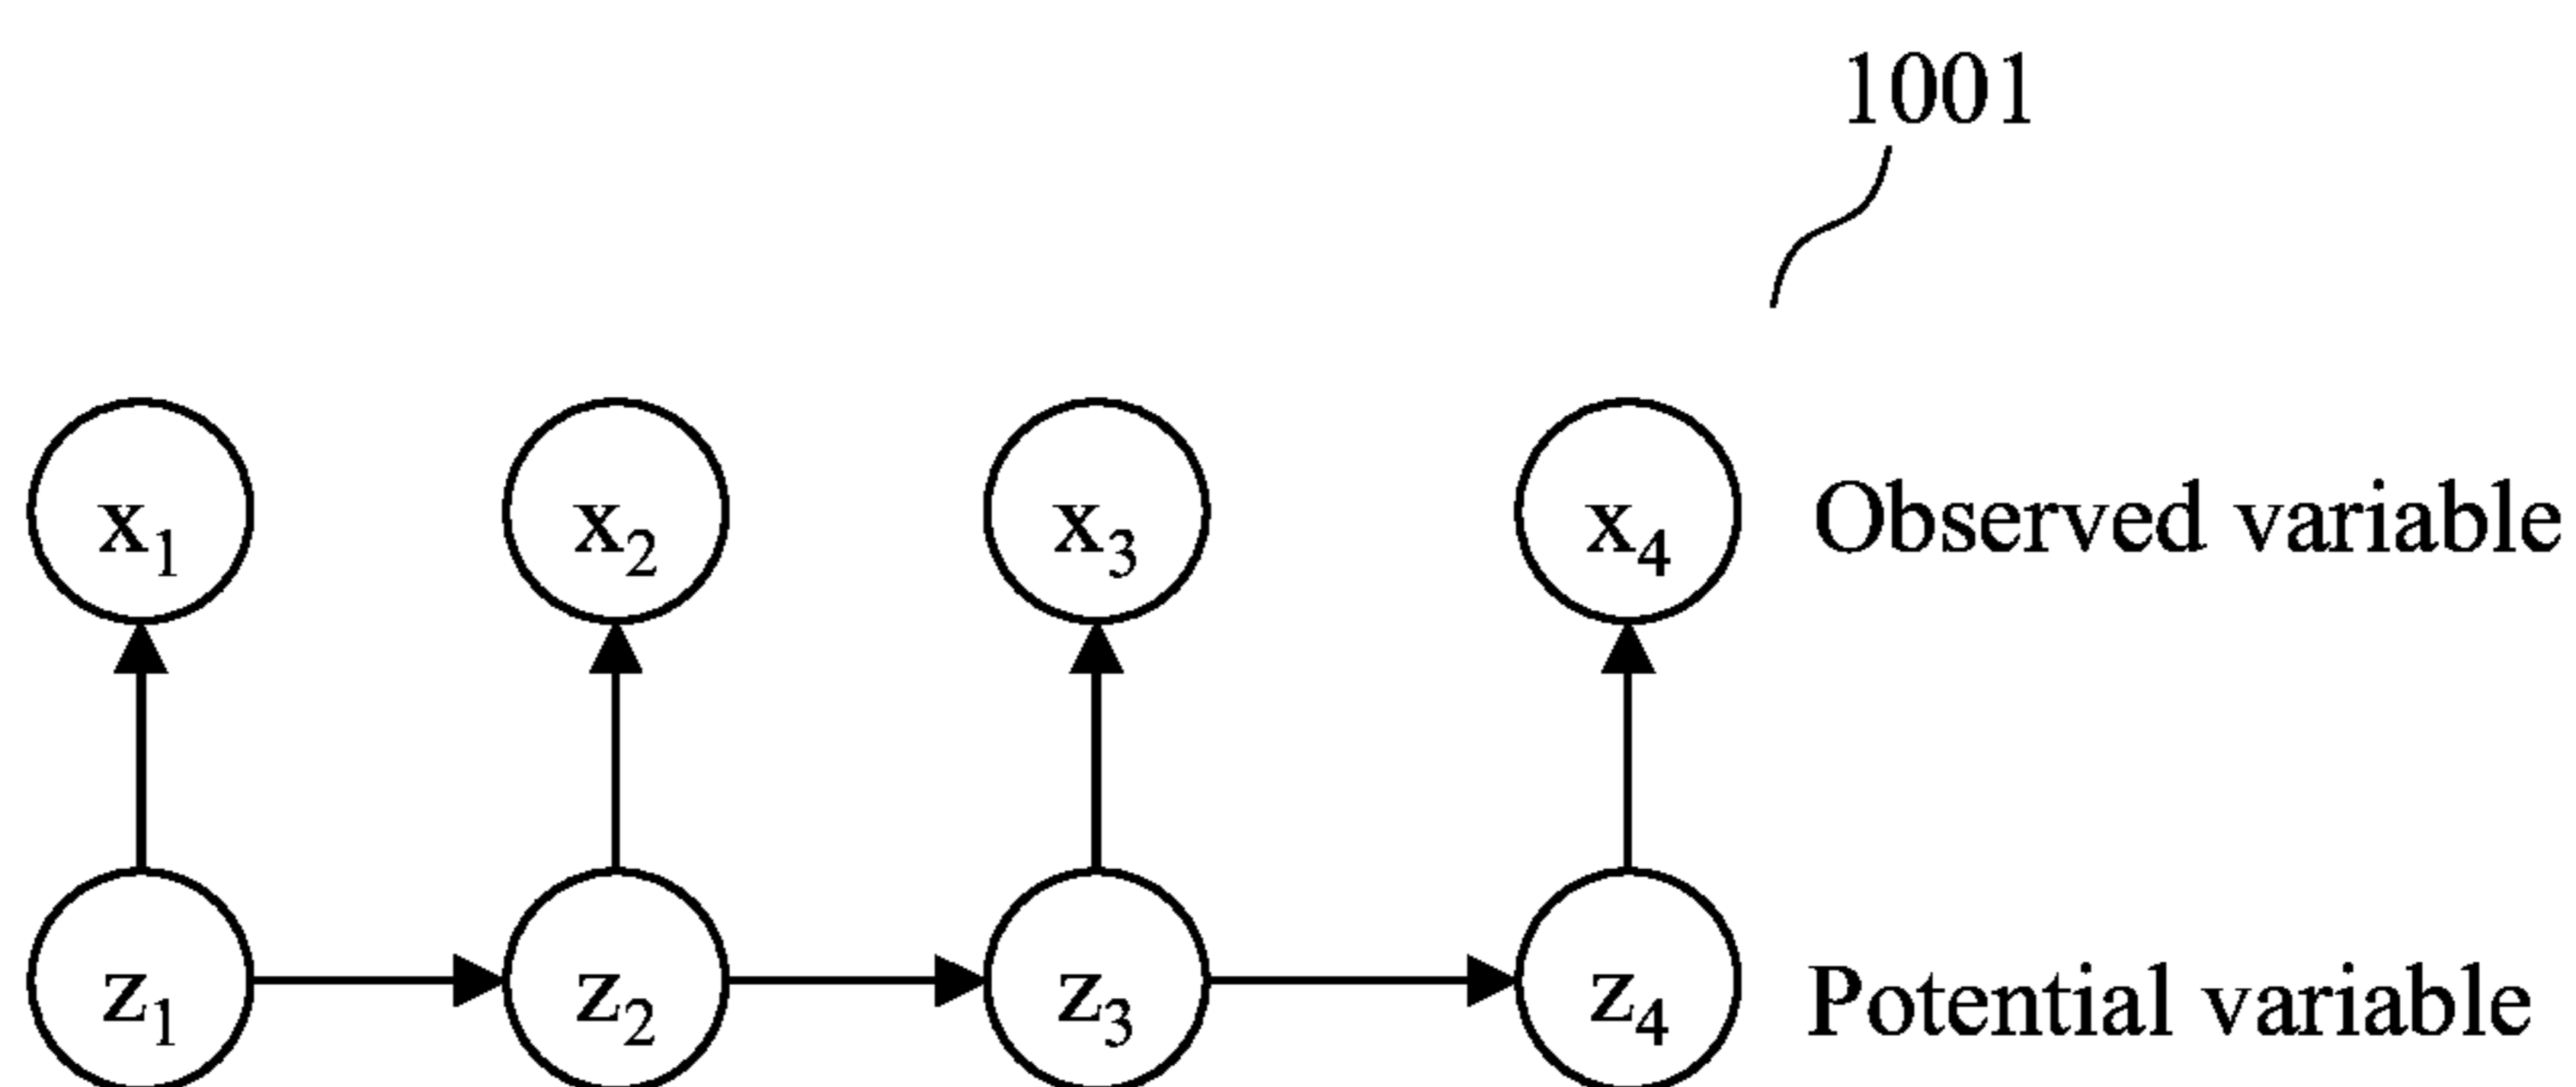 1001
x₁ x₂ x₃ x₄ Observed variable
z₁ z₂ z₃ z₄ Potential variable